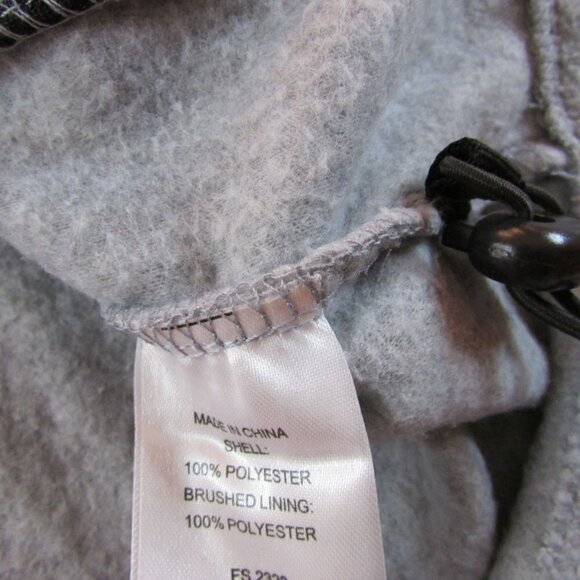 MADE IN CHINA
SHELL:
100% POLYESTER
BRUSHED LINING:
100% POLYESTER